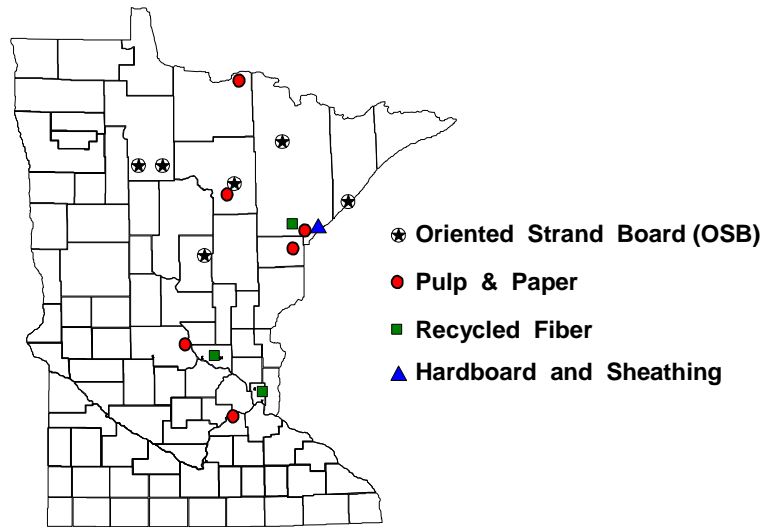 Oriented Strand Board (OSB)
Pulp & Paper
Recycled Fiber
Hardboard and Sheathing